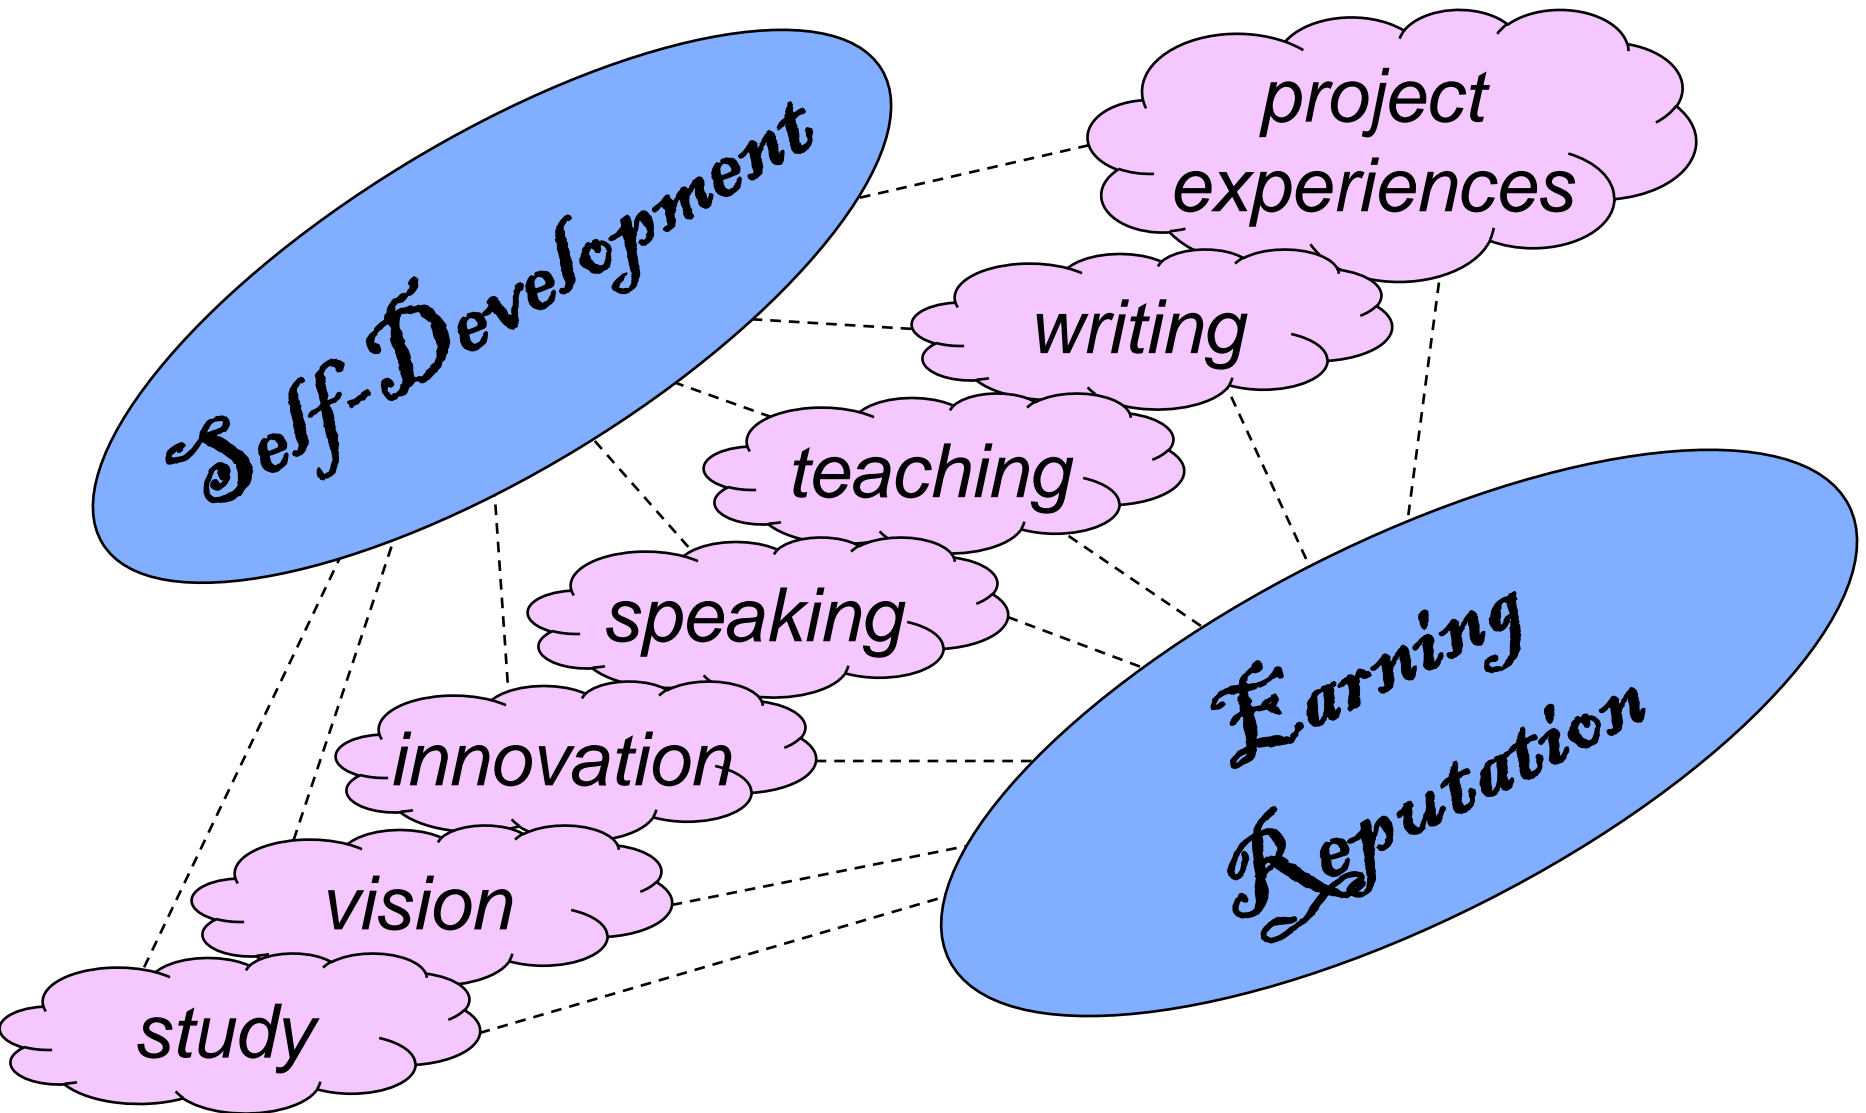 Self-Development
project
experiences
writing
teaching
speaking
innovation
vision
study
Earning
Reputation